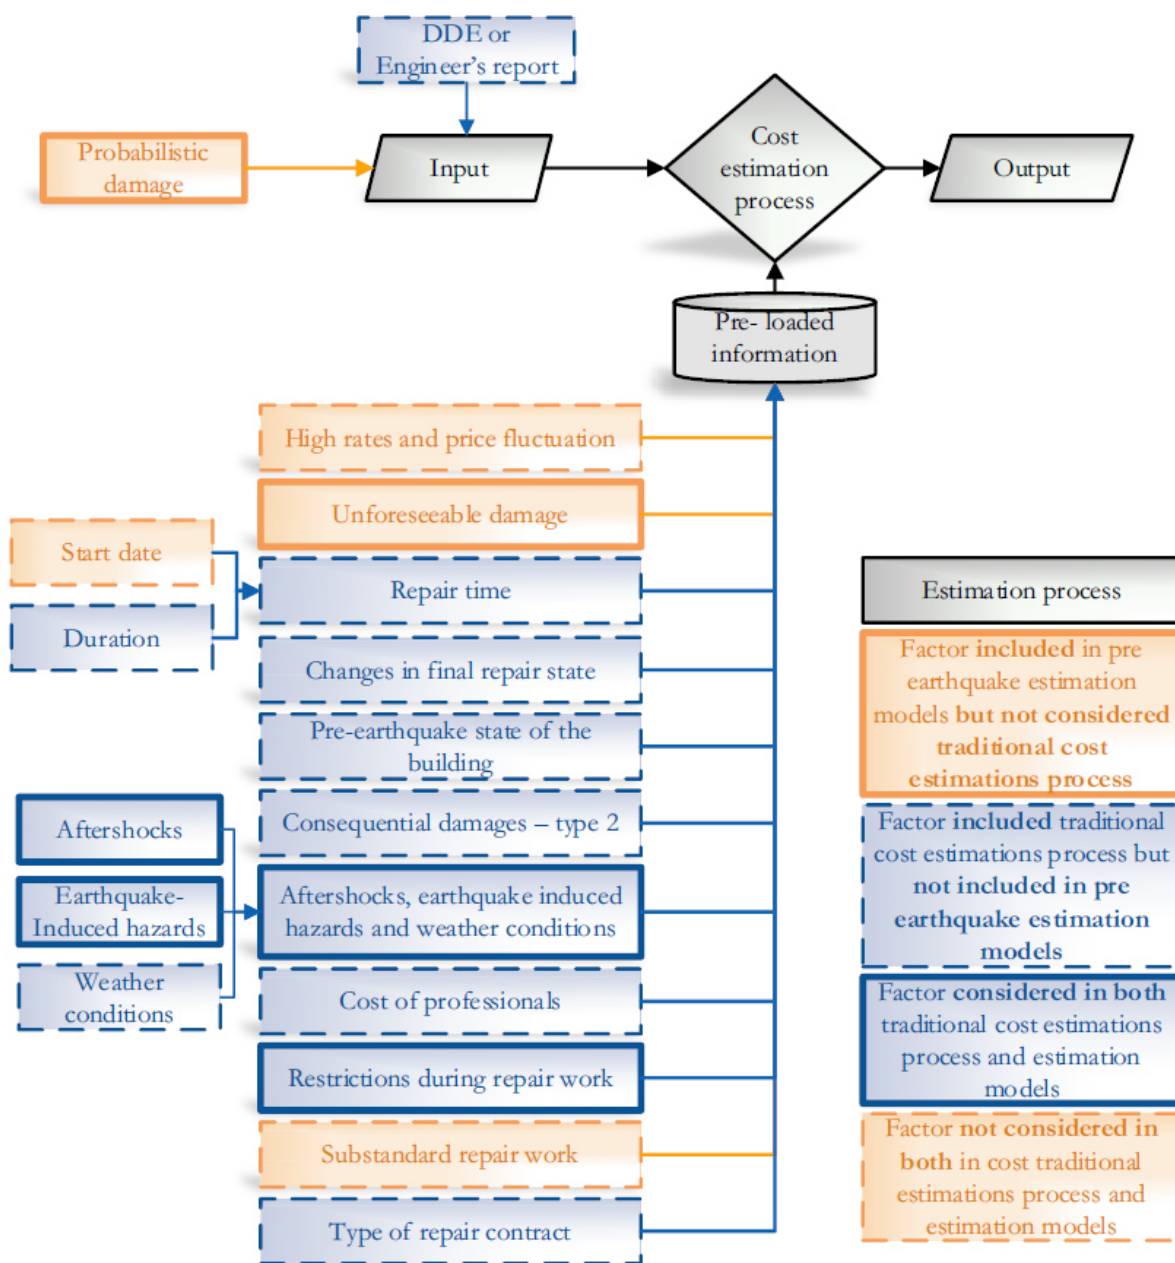 DDE or
Engineer's report
Probabilistic
damage
Input
Cost
estimation
process
Output
Pre- loaded
information
High rates and price fluctuation
Unforeseeable damage
Start date
Duration
Repair time
Changes in final repair state
Pre-earthquake state of the
building
Consequential damages – type 2
Aftershocks
Earthquake-
Induced hazards
Weather
conditions
Aftershocks, earthquake induced
hazards and weather conditions
Cost of professionals
Restrictions during repair work
Substandard repair work
Type of repair contract
Estimation process
Factor included in pre
earthquake estimation
models but not considered
traditional cost
estimations process
Factor included traditional
cost estimations process but
not included in pre
earthquake estimation
models
Factor considered in both
traditional cost estimations
process and estimation
models
Factor not considered in
both in cost traditional
estimations process and
estimation models